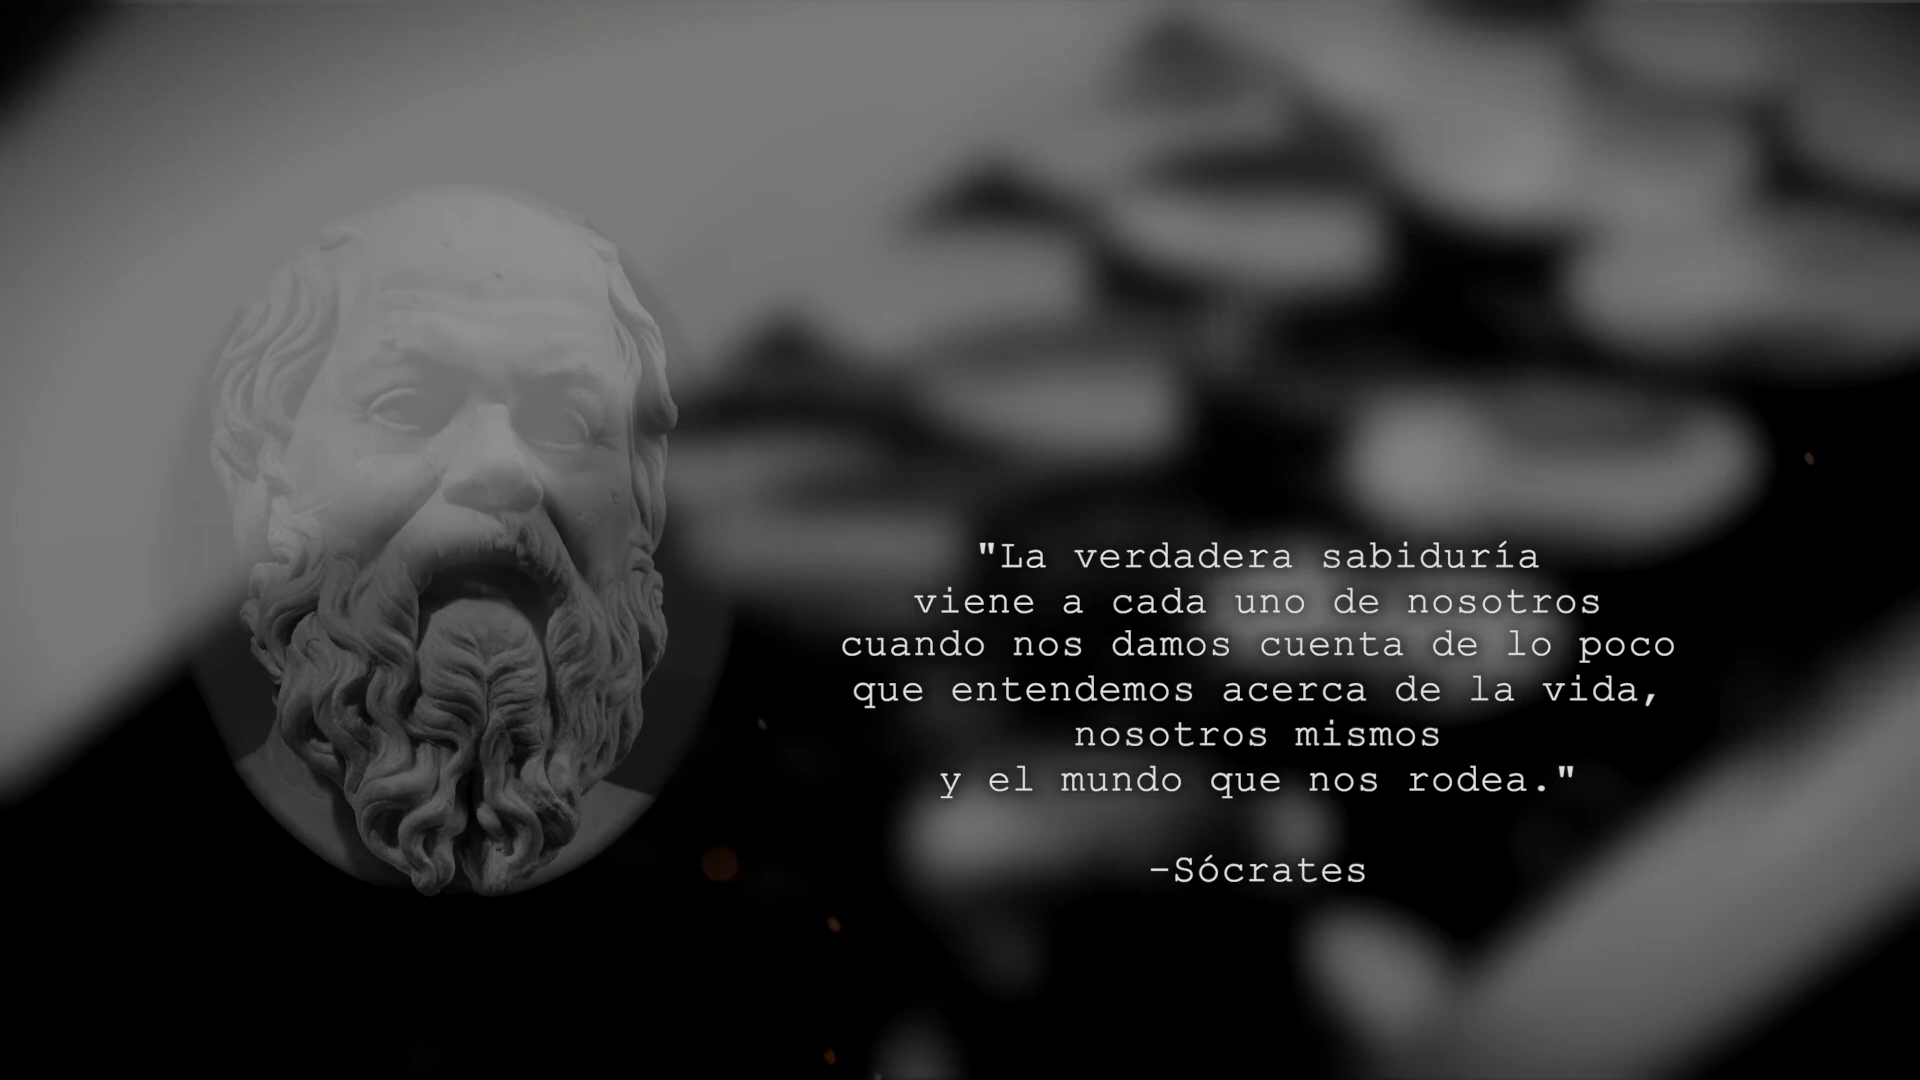 "La verdadera sabiduría
viene a cada uno de nosotros
cuando nos damos cuenta de lo poco
que entendemos acerca de la vida,
nosotros mismos
y el mundo que nos rodea."
-Sócrates